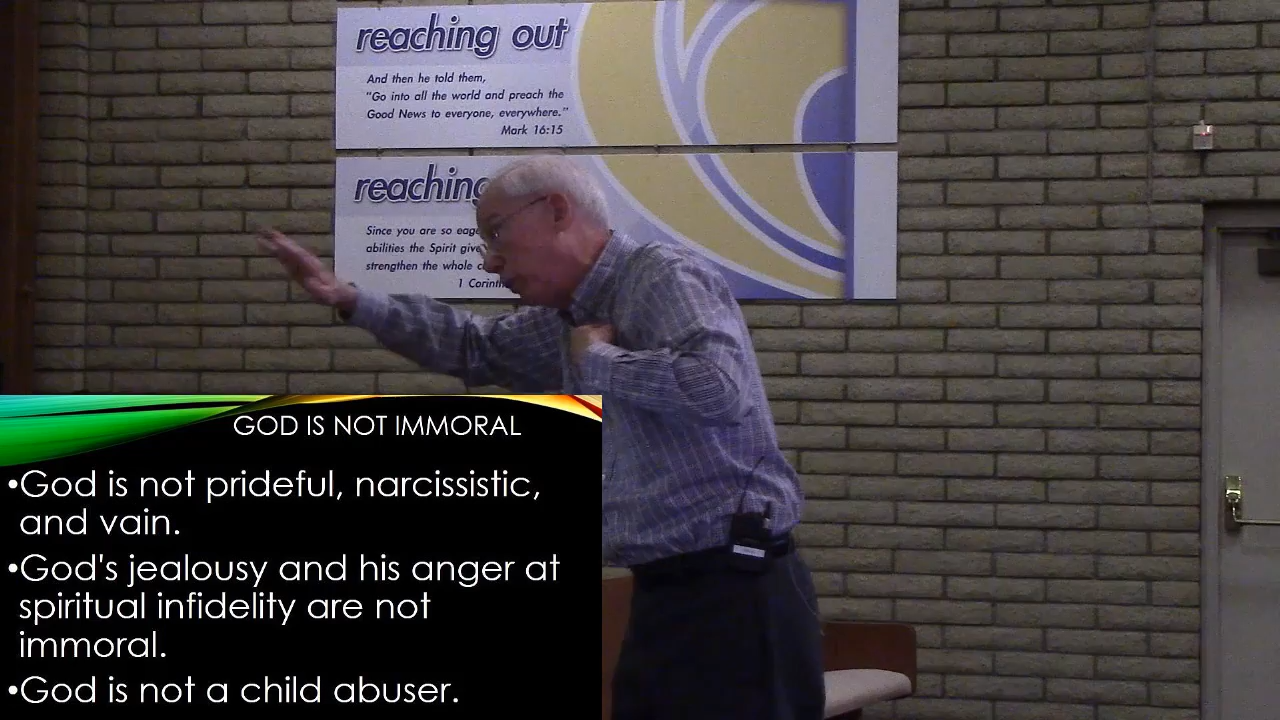 reaching out
And then he told them,
"Go into all the world and preach the
Good News to everyone, everywhere."
Mark 16:15
reaching
Since you are so
abilities the Spirit
strengthen the whole
1
GOD IS NOT IMMORAL
•God is not prideful, narcissistic,
and vain.
•God's jealousy and his anger at
spiritual infidelity are not
immoral.
•God is not a child abuser.